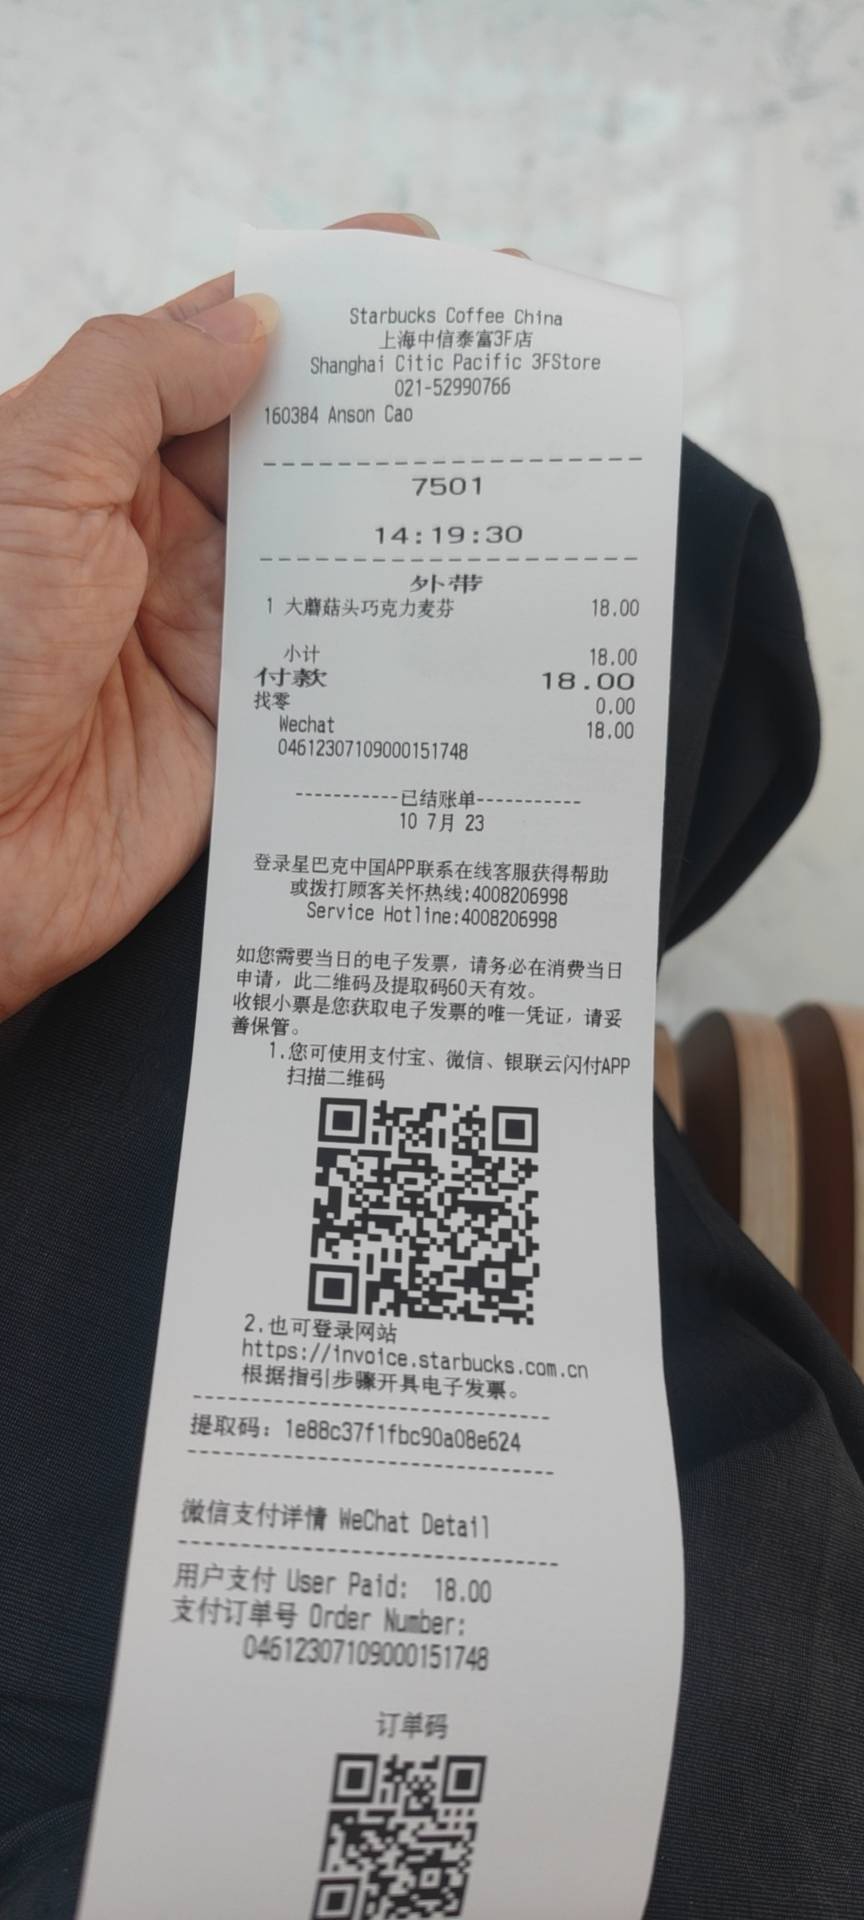 Starbucks Coffee China
上海中信泰富3F店
Shanghai Citic Pacific 3FStore
021-52990766
160384 Anson Cao
7501
14:19:30
外带
1 大蘑菇头巧克力麦芬 18.00
小计 18.00
付款 18.00
找零 0.00
Wechat 18.00
04612307109000151748
-----------已结账单-----------
10 7月 23
登录星巴克中国APP联系在线客服获得帮助
或拨打顾客关怀热线:4008206998
Service Hotline:4008206998
如您需要当日的电子发票，请务必在消费当日
申请，此二维码及提取码60天有效。
收银小票是您获取电子发票的唯一凭证，请妥
善保管。
1.您可使用支付宝、微信、银联云闪付APP
扫描二维码
2.也可登录网站
https://invoice.starbucks.com.cn
根据指引步骤开具电子发票。
提取码：1e88c37f1fbc90a08e624
微信支付详情 WeChat Detail
用户支付 User Paid: 18.00
支付订单号 Order Number:
04612307109000151748
订单码